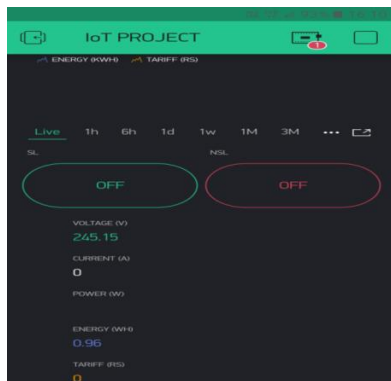 IoT PROJECT
1
ENERGY (KWH) TARIFF (RS)
Live 1h 6h 1d 1w 1M 3M •••
SL NSL
OFF OFF
VOLTAGE (V)
245.15
CURRENT (A)
0
POWER (W)
ENERGY (WH)
0.96
TARIFF (RS)
0